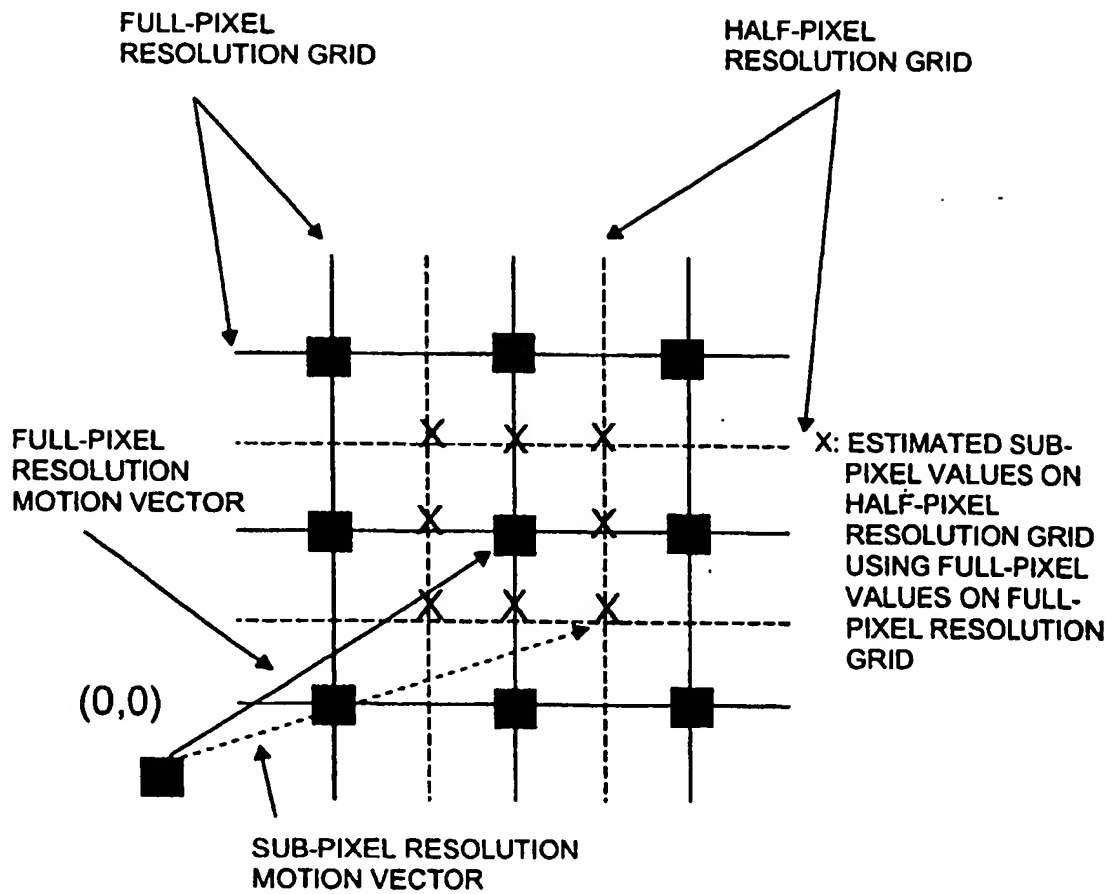 FULL-PIXEL
RESOLUTION GRID
HALF-PIXEL
RESOLUTION GRID
X X X
FULL-PIXEL
RESOLUTION
MOTION VECTOR
X: ESTIMATED SUB-
PIXEL VALUES ON
HALF-PIXEL
RESOLUTION GRID
USING FULL-PIXEL
VALUES ON FULL-
PIXEL RESOLUTION
GRID
X X
X X X
(0,0)
SUB-PIXEL RESOLUTION
MOTION VECTOR